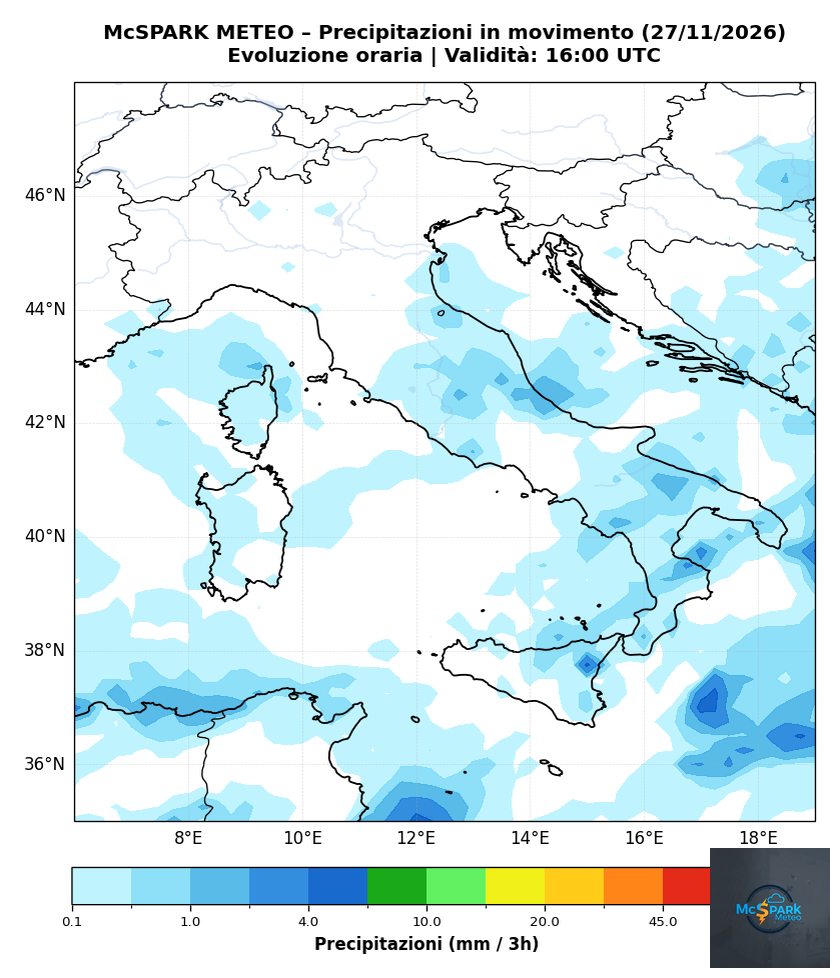 McSPARK METEO – Precipitazioni in movimento (27/11/2026)
Evoluzione oraria | Validità: 16:00 UTC
46°N
44°N
42°N
40°N
38°N
36°N
8°E 10°E 12°E 14°E 16°E 18°E
0.1 1.0 4.0 10.0 20.0 45.0
Precipitazioni (mm / 3h)
McSPARK
Meteo